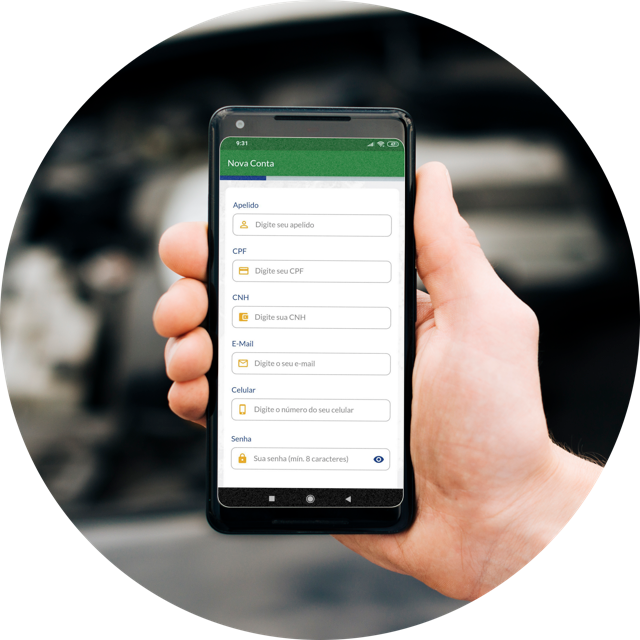 9:31
Nova Conta
Apelido
Digite seu apelido
CPF
Digite seu CPF
CNH
Digite sua CNH
E-Mail
Digite o seu e-mail
Celular
Digite o número do seu celular
Senha
Sua senha (mín. 8 caracteres)